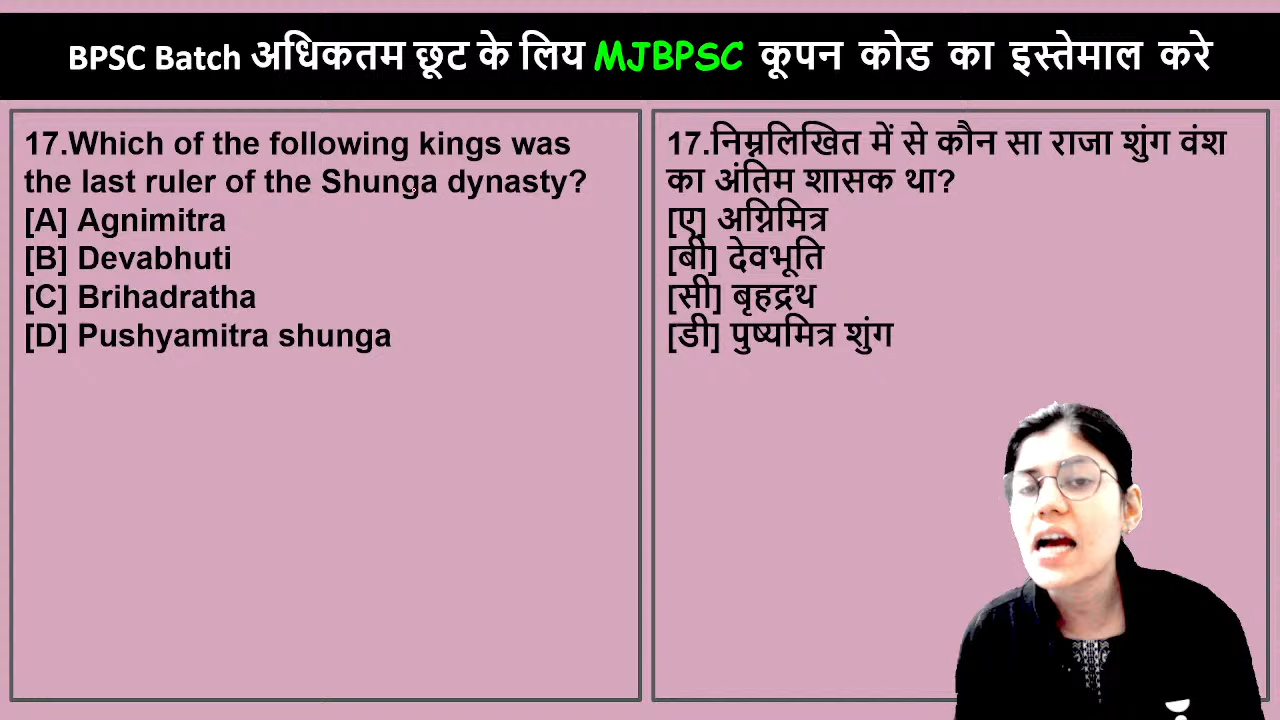 BPSC Batch अधिकतम छूट के लिय MJBPSC कूपन कोड का इस्तेमाल करे
17.Which of the following kings was
the last ruler of the Shunga dynasty?
[A] Agnimitra
[B] Devabhuti
[C] Brihadratha
[D] Pushyamitra shunga
17.निम्नलिखित में से कौन सा राजा शुंग वंश
का अंतिम शासक था?
[ए] अग्निमित्र
[बी] देवभूति
[सी] बृहद्रथ
[डी] पुष्यमित्र शुंग